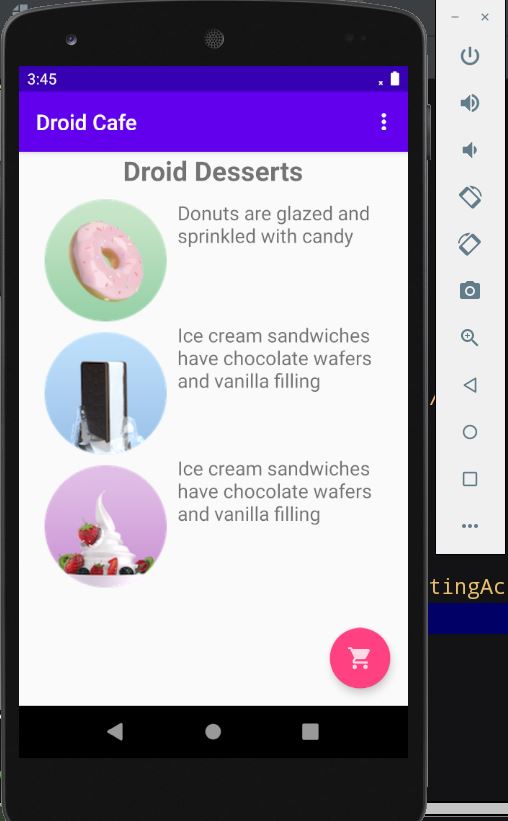 3:45
Droid Cafe
Droid Desserts
Donuts are glazed and
sprinkled with candy
Ice cream sandwiches
have chocolate wafers
and vanilla filling
Ice cream sandwiches
have chocolate wafers
and vanilla filling
/
tingAc